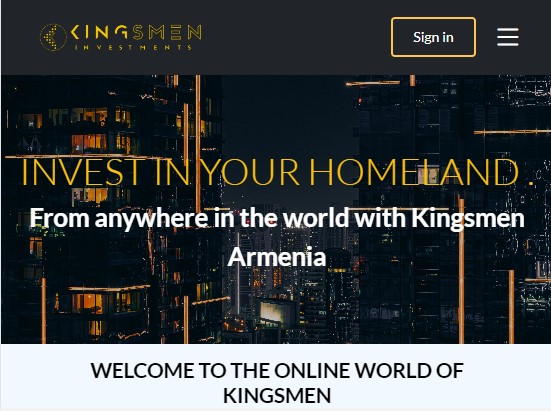 KINGSMEN
INVESTMENTS
Sign in
INVEST IN YOUR HOMELAND .
From anywhere in the world with Kingsmen
Armenia
WELCOME TO THE ONLINE WORLD OF
KINGSMEN